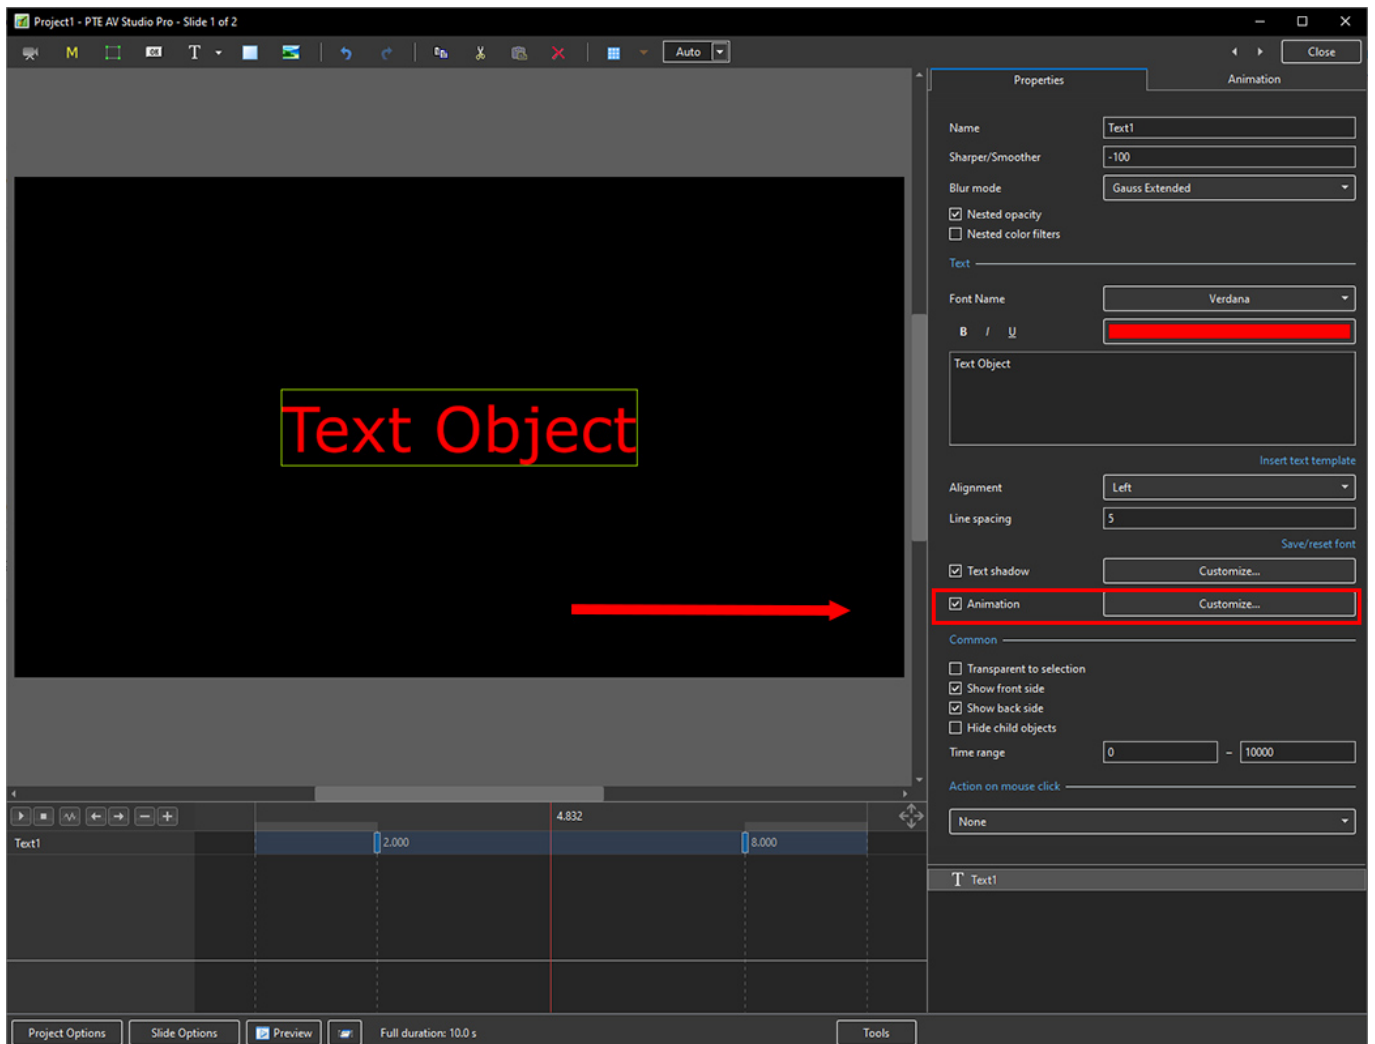 Project1 - PTE AV Studio Pro - Slide 1 of 2
M OK T Auto Close
Properties Animation
Name Text1
Sharper/Smoother -100
Blur mode Gauss Extended
Nested opacity
Nested color filters
Text
Font Name Verdana
B I U
Text Object
Text Object
Insert text template
Alignment Left
Line spacing 5
Save/reset font
Text shadow Customize...
Animation Customize...
Common
Transparent to selection
Show front side
Show back side
Hide child objects
Time range 0 – 10000
Action on mouse click
None
4.832
Text1 2.000 8.000
T Text1
Project Options Slide Options Preview Full duration: 10.0 s Tools